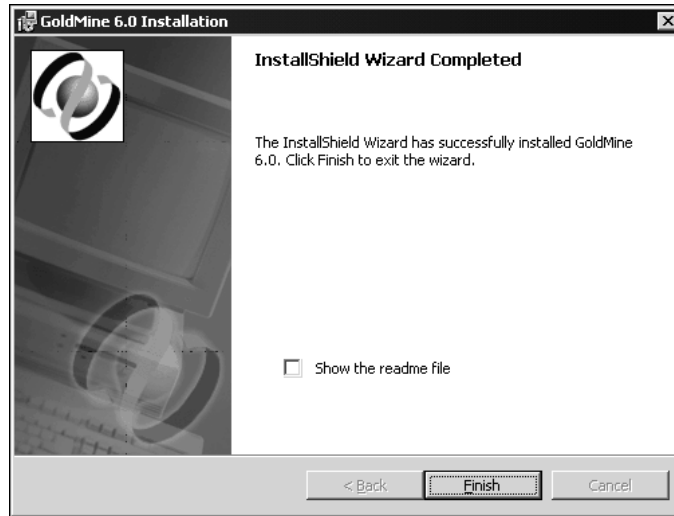 GoldMine 6.0 Installation
InstallShield Wizard Completed
The InstallShield Wizard has successfully installed GoldMine
6.0. Click Finish to exit the wizard.
Show the readme file
< Back
Finish
Cancel